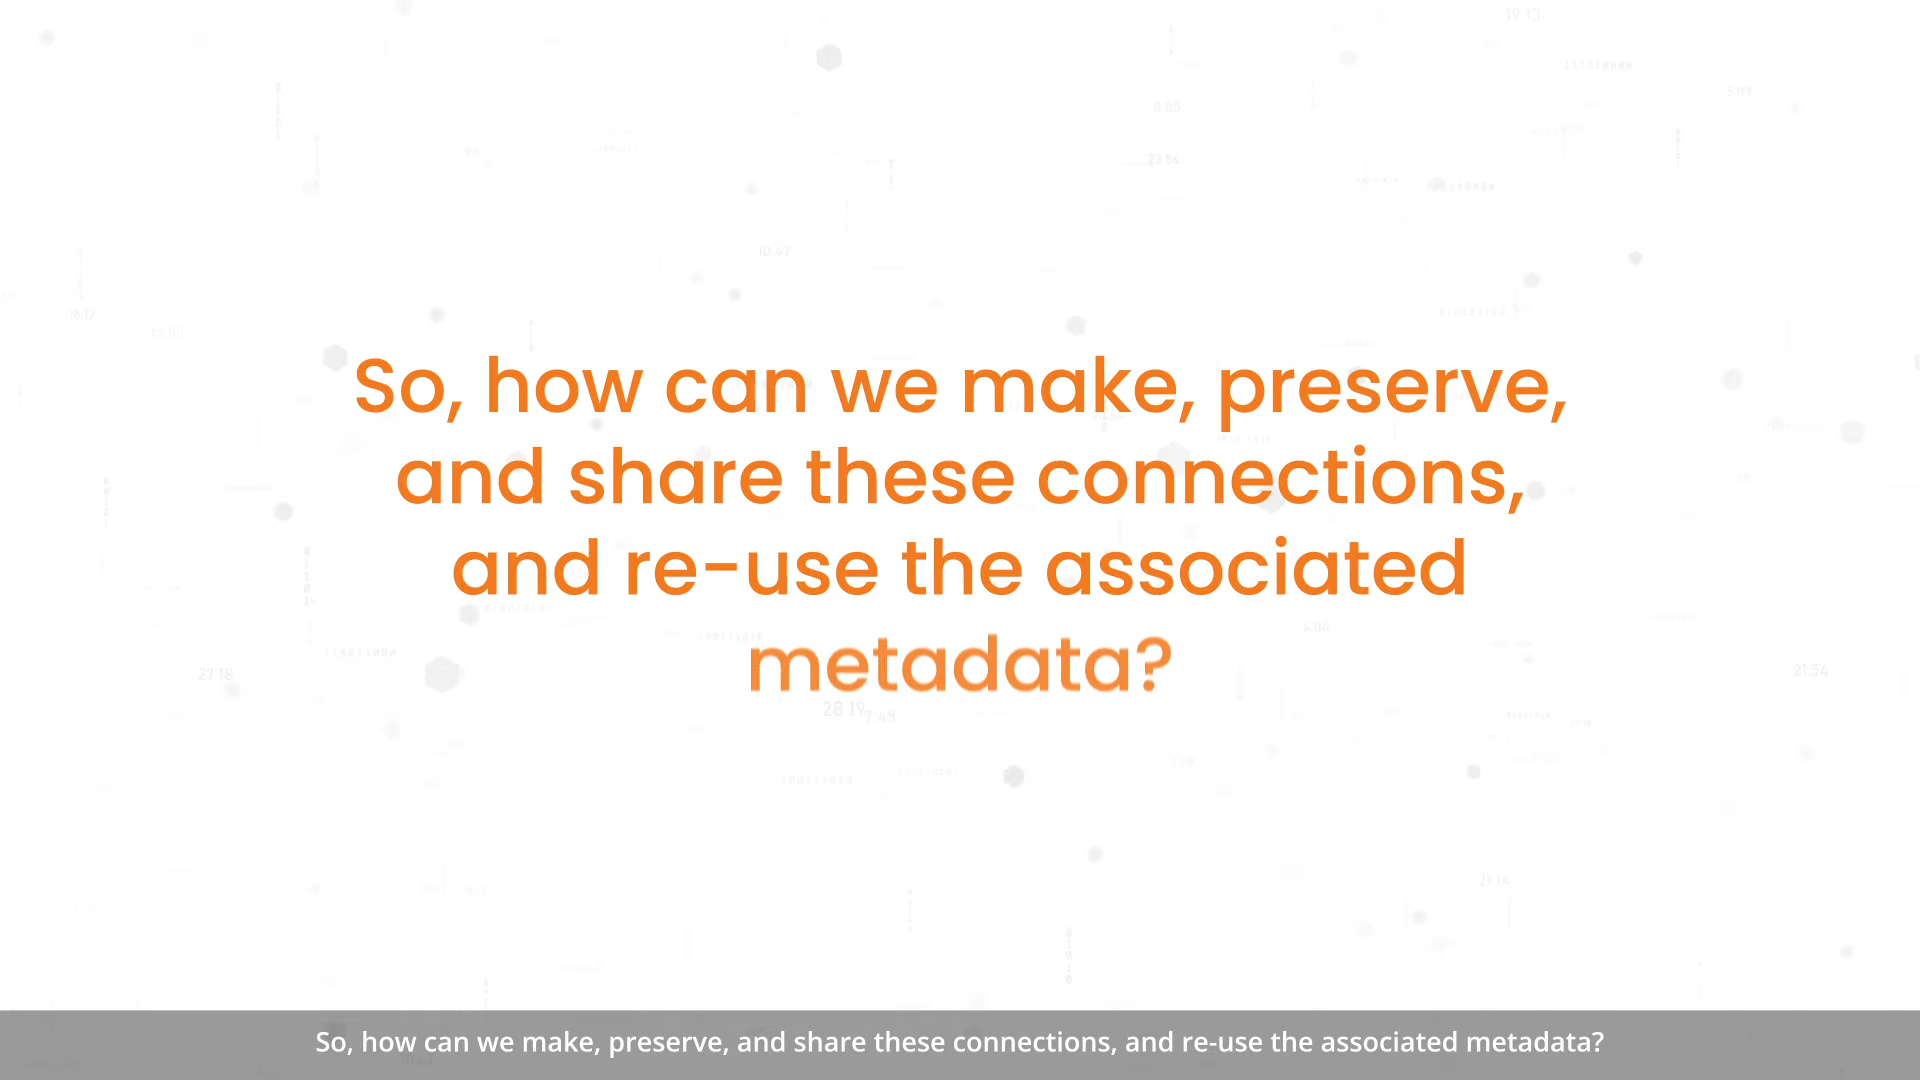 So, how can we make, preserve,
and share these connections,
and re-use the associated
metadata?
So, how can we make, preserve, and share these connections, and re-use the associated metadata?